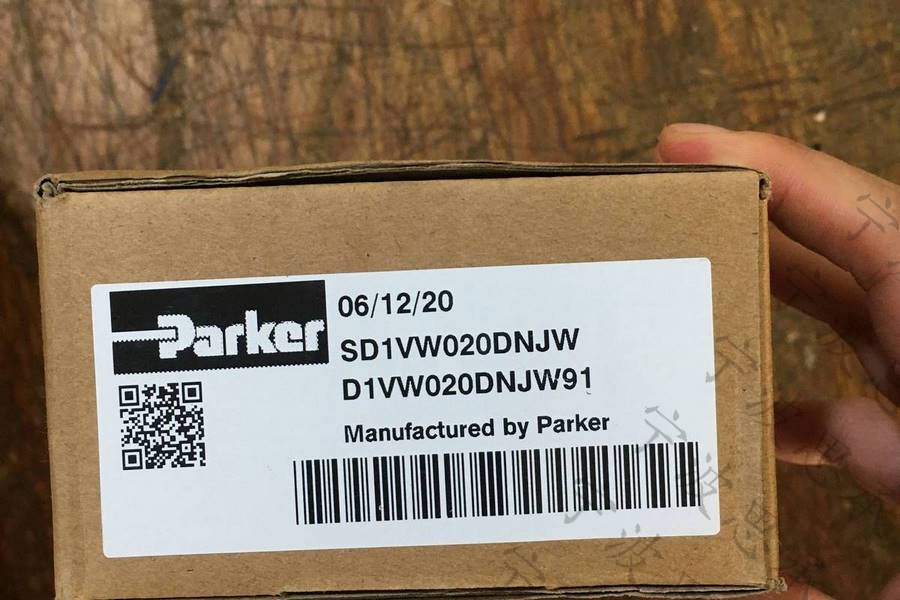 Parker
06/12/20
SD1VW020DNJW
D1VW020DNJW91
Manufactured by Parker